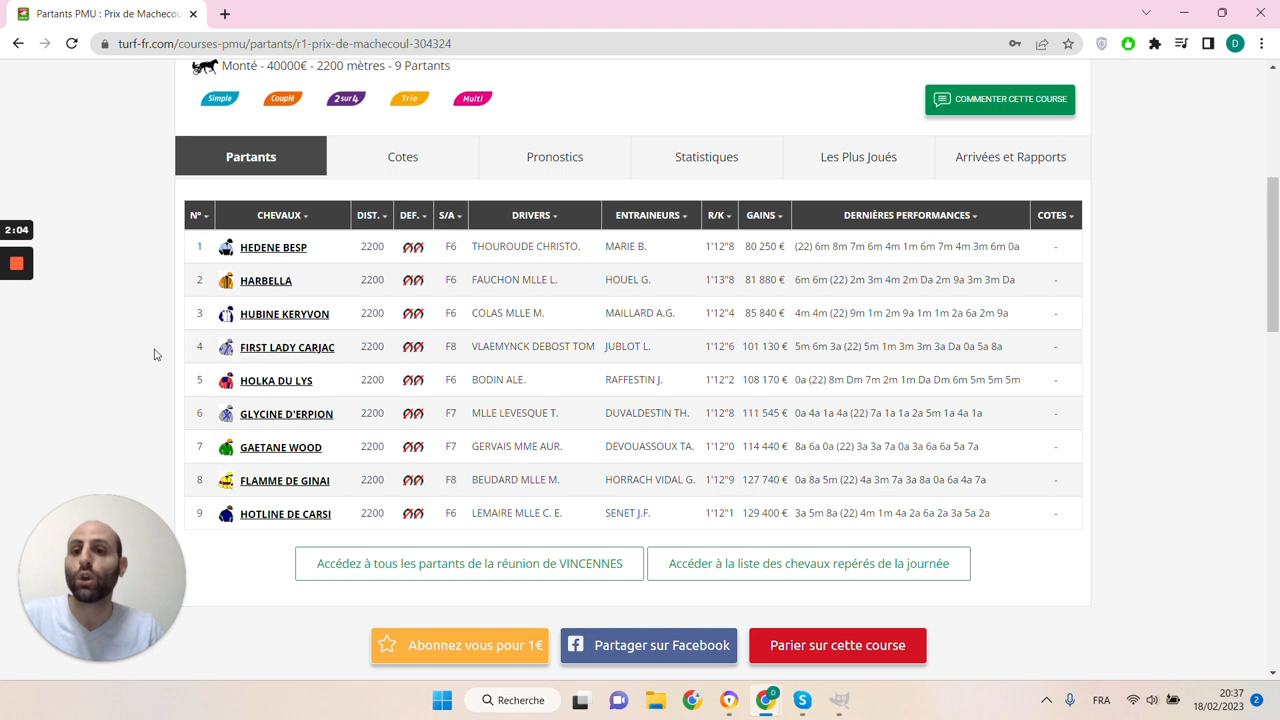 Partants PMU : Prix de Machecou
turf-fr.com/courses-pmu/partants/r1-prix-de-machecoul-304324
D
Monté - 40000€ - 2200 mètres - 9 Partants
Simple Couplé 2sur4 Trio Multi
COMMENTER CETTE COURSE
Partants Cotes Pronostics Statistiques Les Plus Joués Arrivées et Rapports
2:04
N° CHEVAUX DIST. DEF. S/A DRIVERS ENTRAINEURS R/K GAINS DERNIÈRES PERFORMANCES COTES
1 HEDENE BESP 2200 F6 THOUROUDE CHRISTO. MARIE B. 1'12"8 80 250 € (22) 6m 8m 7m 6m 4m 1m 6m 7m 4m 3m 6m 0a -
2 HARBELLA 2200 F6 FAUCHON MLLE L. HOUEL G. 1'13"8 81 880 € 6m 6m (22) 2m 3m 4m 2m Da 2m 9a 3m 3m Da -
3 HUBINE KERYVON 2200 F6 COLAS MLLE M. MAILLARD A.G. 1'12"4 85 840 € 4m 4m (22) 9m 1m 2m 9a 1m 1m 2a 6a 2m 9a -
4 FIRST LADY CARJAC 2200 F8 VLAEMYNCK DEBOST TOM JUBLOT L. 1'12"6 101 130 € 5m 6m 3a (22) 5m 1m 3m 3m 3a Da 0a 5a 8a -
5 HOLKA DU LYS 2200 F6 BODIN ALE. RAFFESTIN J. 1'12"2 108 170 € 0a (22) 8m Dm 7m 2m 1m Da Dm 6m 5m 5m 5m -
6 GLYCINE D'ERPION 2200 F7 MLLE LEVESQUE T. DUVALDESTIN TH. 1'12"8 111 545 € 0a 4a 1a 4a (22) 7a 1a 1a 2a 5m 1a 4a 1a -
7 GAETANE WOOD 2200 F7 GERVAIS MME AUR. DEVOUASSOUX TA. 1'12"0 114 440 € 8a 6a 0a (22) 3a 3a 7a 0a 3a 6a 6a 5a 7a -
8 FLAMME DE GINAI 2200 F8 BEUDARD MLLE M. HORRACH VIDAL G. 1'12"9 127 740 € 0a 8a 5m (22) 4a 3m 7a 3a 8a 0a 6a 4a 7a -
9 HOTLINE DE CARSI 2200 F6 LEMAIRE MLLE C. E. SENET J.F. 1'12"1 129 400 € 3a 5m 8a (22) 4m 1m 4a 2a 6a 2a 3a 5a 2a -
Accédez à tous les partants de la réunion de VINCENNES Accéder à la liste des chevaux repérés de la journée
Abonnez vous pour 1€ Partager sur Facebook Parier sur cette course
Recherche D FRA 20:37
18/02/2023 2